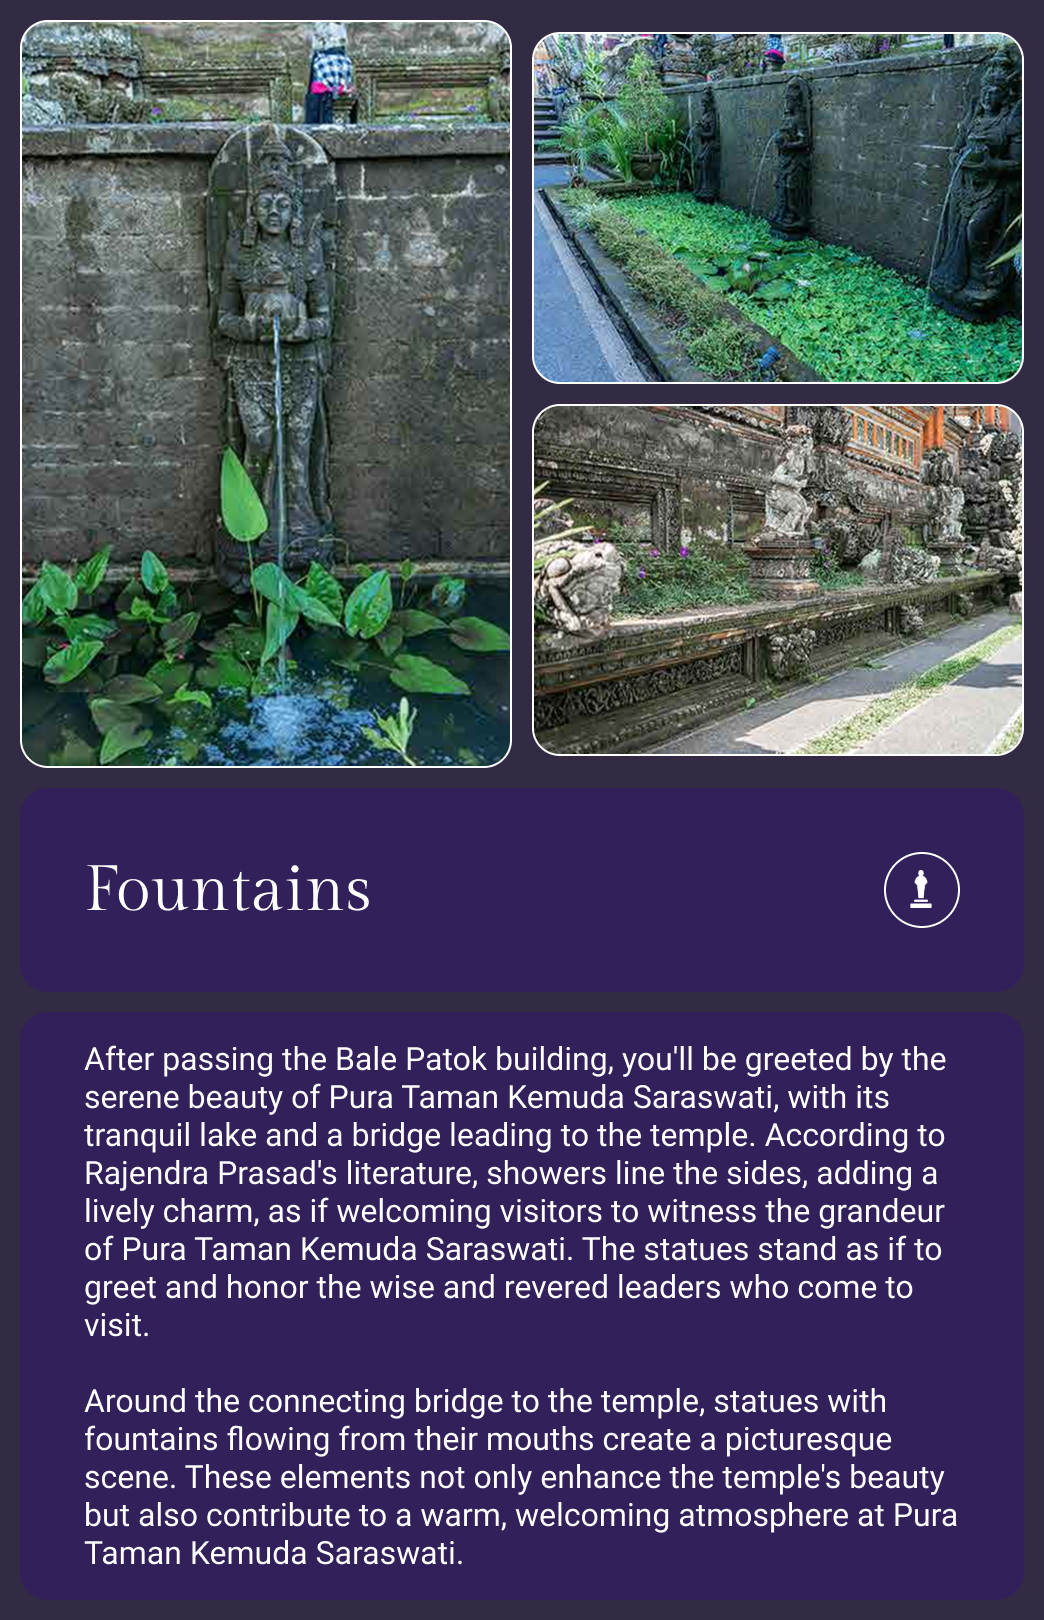 Fountains
After passing the Bale Patok building, you'll be greeted by the
serene beauty of Pura Taman Kemuda Saraswati, with its
tranquil lake and a bridge leading to the temple. According to
Rajendra Prasad's literature, showers line the sides, adding a
lively charm, as if welcoming visitors to witness the grandeur
of Pura Taman Kemuda Saraswati. The statues stand as if to
greet and honor the wise and revered leaders who come to
visit.
Around the connecting bridge to the temple, statues with
fountains flowing from their mouths create a picturesque
scene. These elements not only enhance the temple's beauty
but also contribute to a warm, welcoming atmosphere at Pura
Taman Kemuda Saraswati.